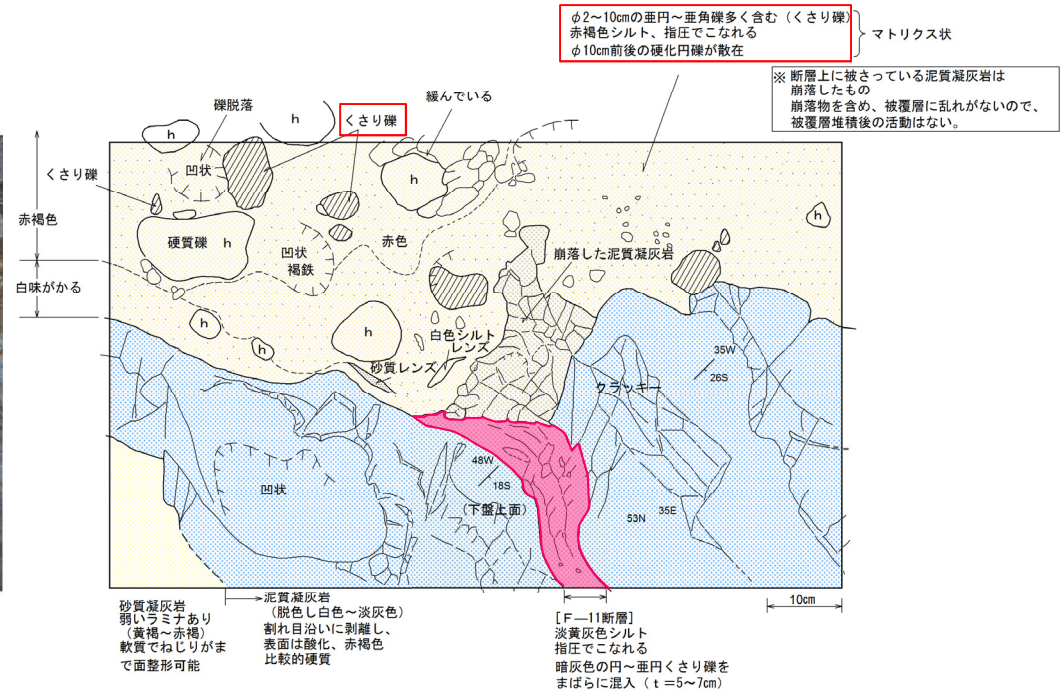 φ2～10cmの亜円～亜角礫多く含む（くさり礫）
赤褐色シルト、指圧でこなれる
φ10cm前後の硬化円礫が散在
マトリクス状
※ 断層上に被さっている泥質凝灰岩は
崩落したもの
崩落物を含め、被覆層に乱れがないので、
被覆層堆積後の活動はない。
礫脱落
h
h
くさり礫
緩んでいる
くさり礫
凹状
h
赤褐色
硬質礫 h
凹状
褐鉄
赤色
h
崩落した泥質凝灰岩
白味がかる
h
h
h
白色シルト
レンズ
砂質レンズ
クラッキー
35W
26S
48W
18S
（下盤上面）
凹状
53N
35E
砂質凝灰岩
弱いラミナあり
（黄褐～赤褐）
軟質でねじりがま
で面整形可能
泥質凝灰岩
（脱色し白色～淡灰色）
割れ目沿いに剥離し、
表面は酸化、赤褐色
比較的硬質
[F―11断層]
淡黄灰色シルト
指圧でこなれる
暗灰色の円～亜円くさり礫を
まばらに混入（t＝5～7cm）
10cm